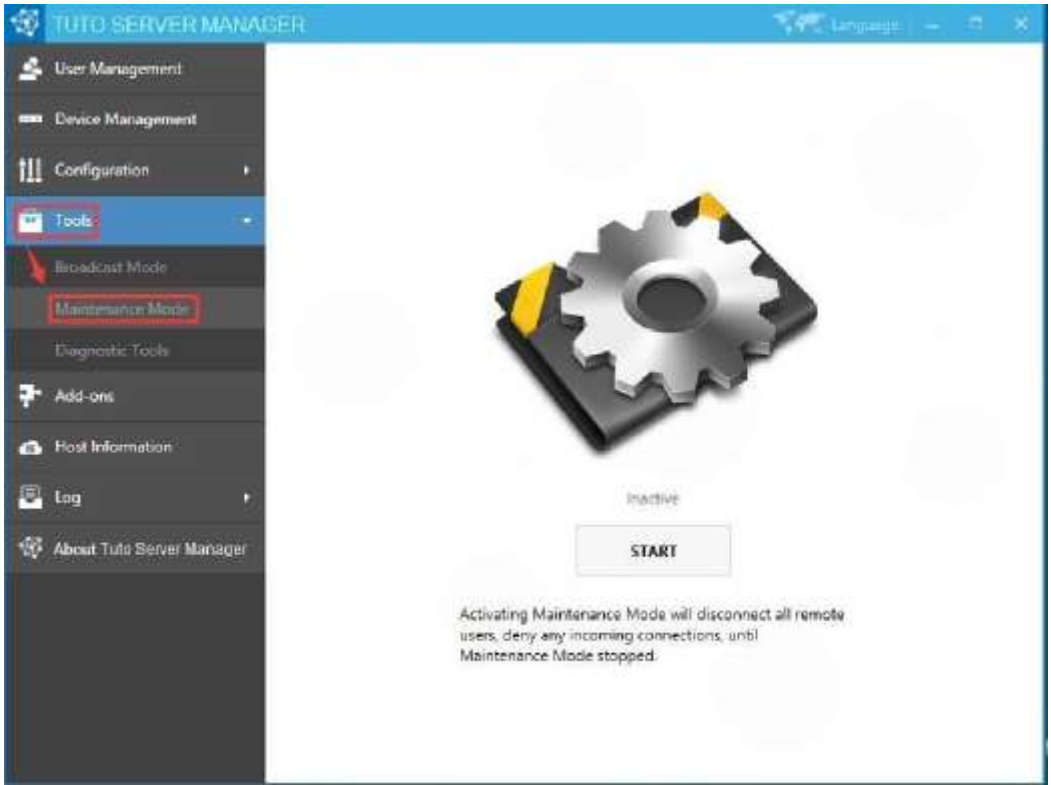 TUTO SERVER MANAGER
Language
User Management
Device Management
Configuration
Tools
Broadcast Mode
Maintenance Mode
Diagnostic Tools
Add-ons
Host Information
Log
About Tuto Server Manager
Inactive
START
Activating Maintenance Mode will disconnect all remote
users, deny any incoming connections, until
Maintenance Mode stopped.